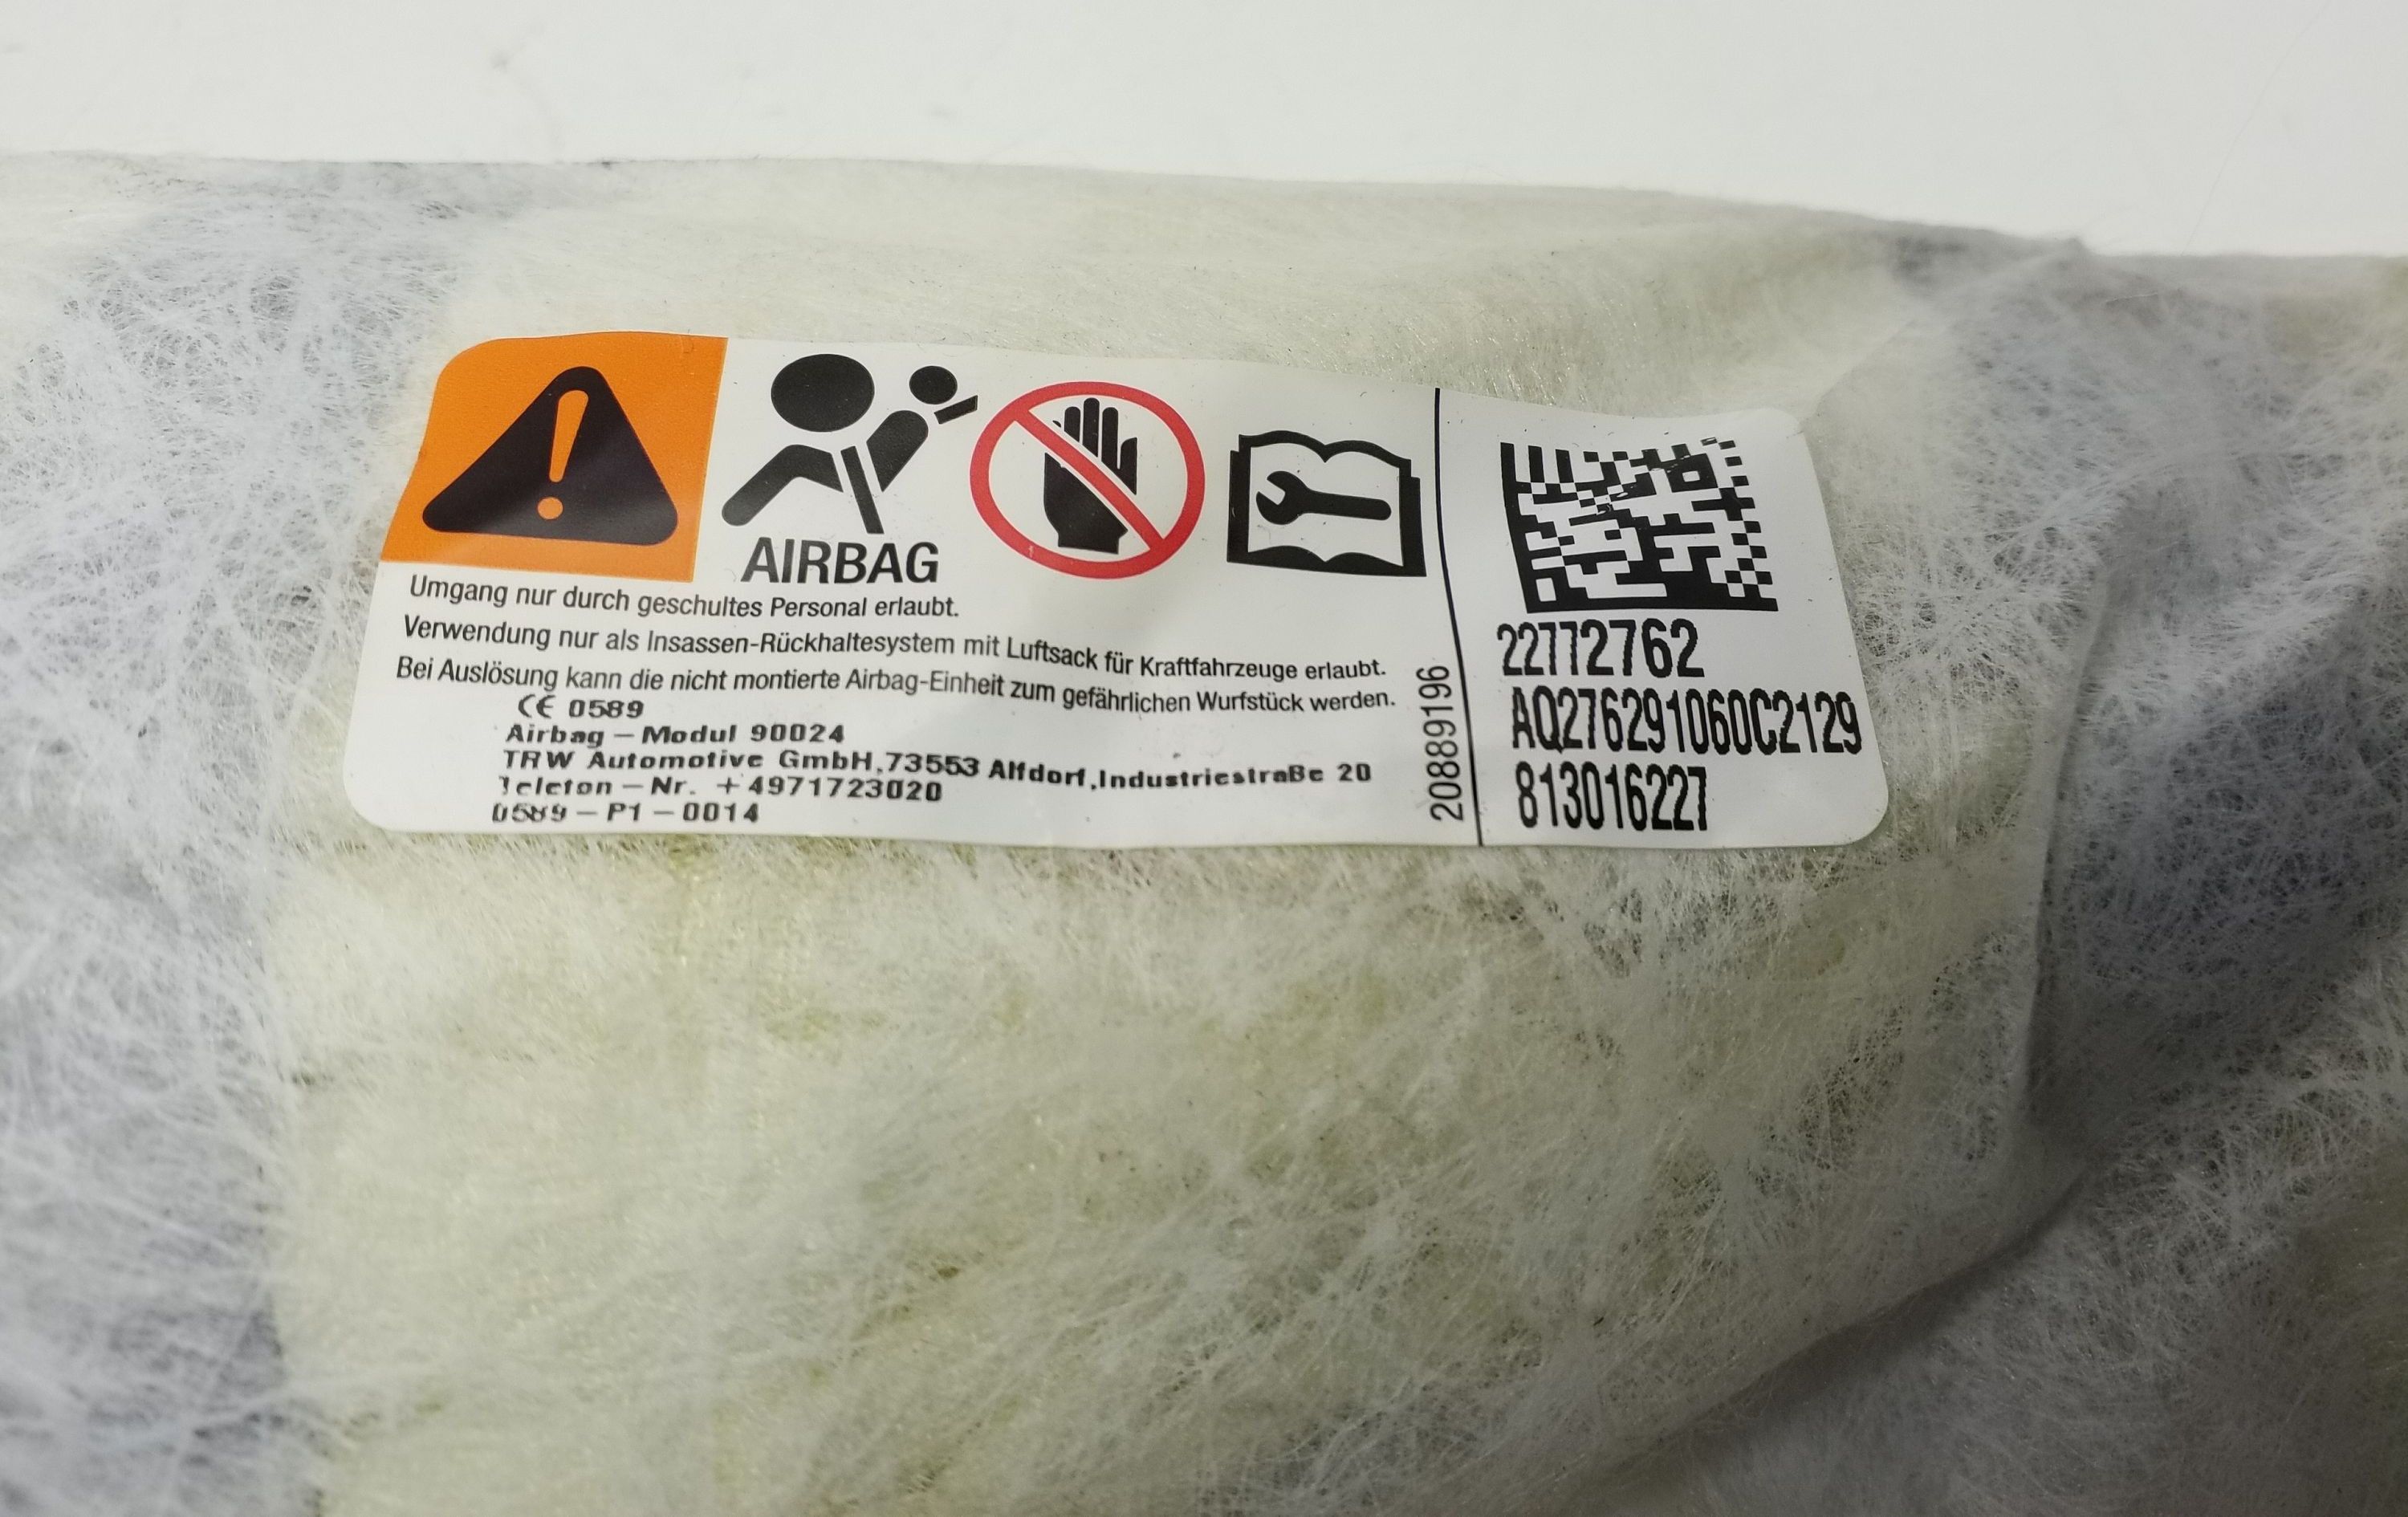 AIRBAG
Umgang nur durch geschultes Personal erlaubt.
Verwendung nur als Insassen-Rückhaltesystem mit Luftsack für Kraftfahrzeuge erlaubt.
Bei Auslösung kann die nicht montierte Airbag-Einheit zum gefährlichen Wurfstück werden.
CE 0589
Airbag – Modul 90024
TRW Automotive GmbH,73553 Alfdorf,Industriestraße 20
Telefon – Nr. +4971723020
0589 – P1 – 0014
20889196
22772762
AQ276291060C2129
813016227